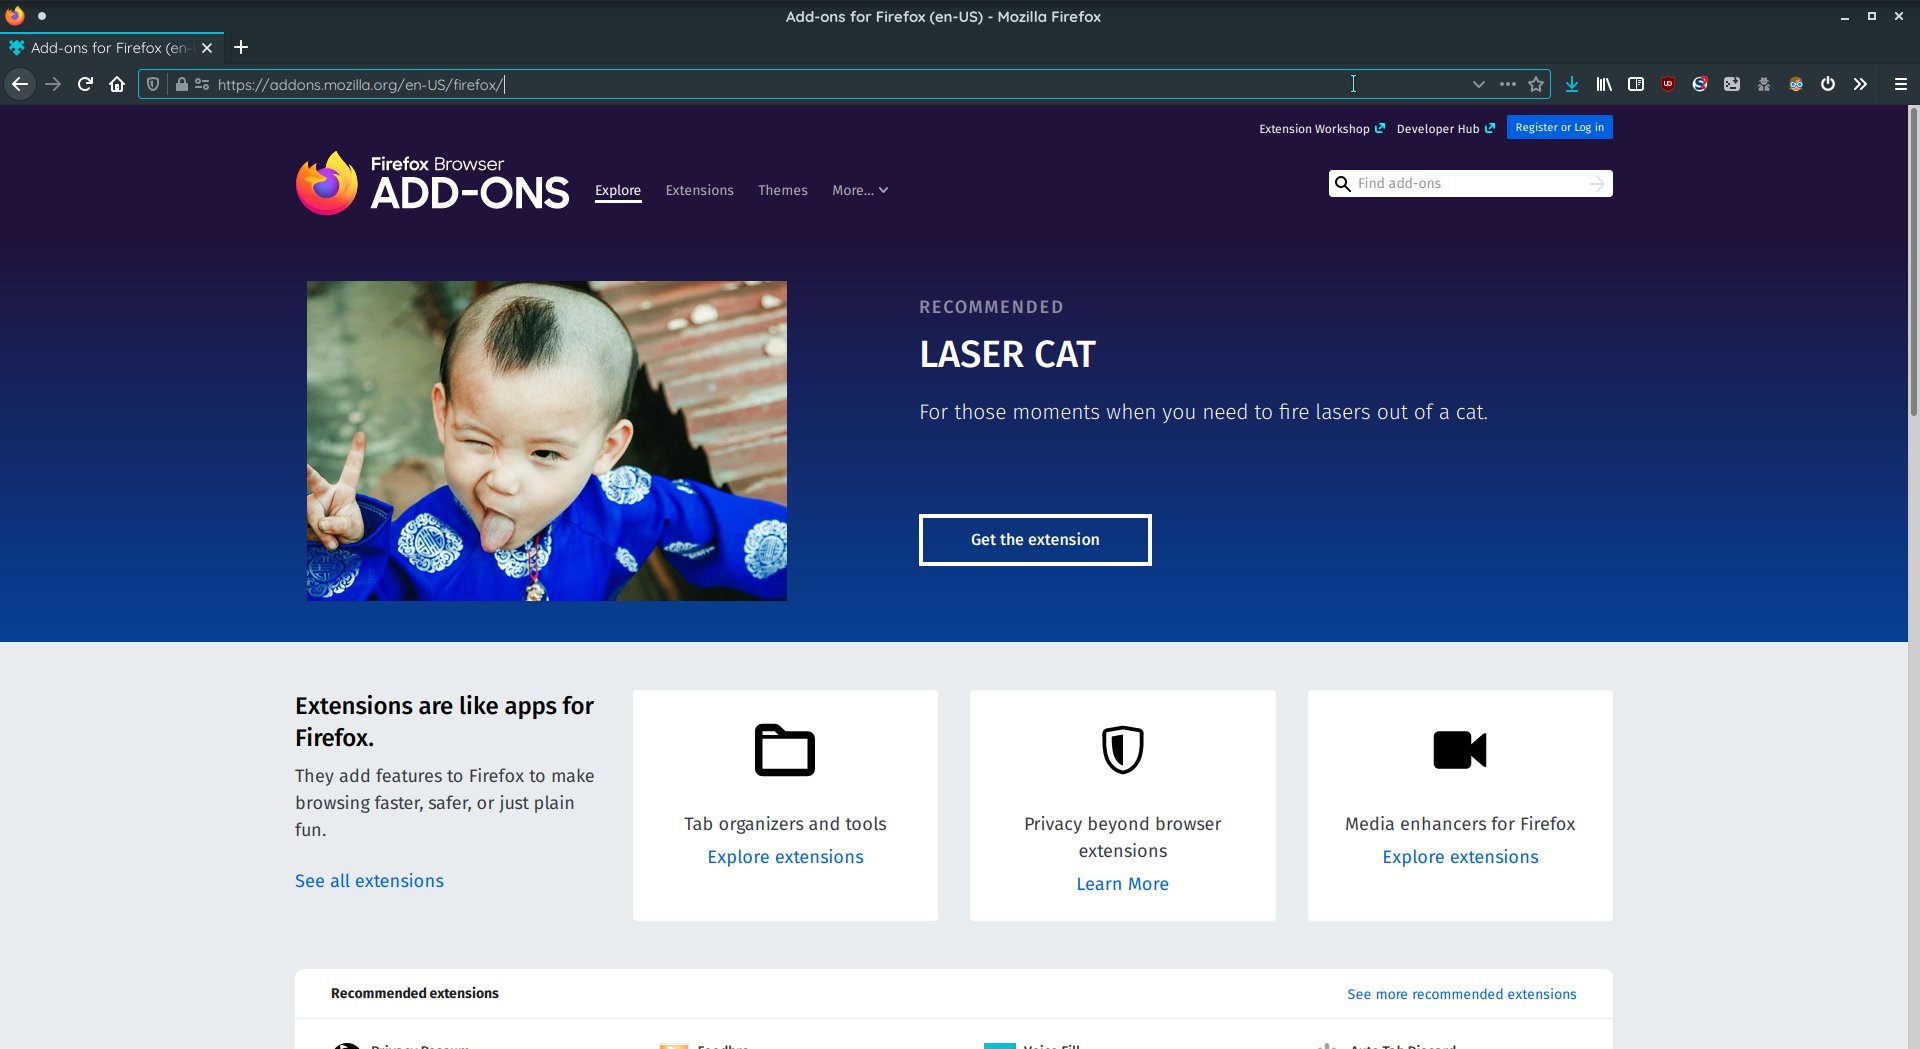 Add-ons for Firefox (en-US) - Mozilla Firefox
Add-ons for Firefox (en-
https://addons.mozilla.org/en-US/firefox/
Extension Workshop Developer Hub Register or Log in
Firefox Browser
ADD-ONS
Explore Extensions Themes More...
Find add-ons
RECOMMENDED
LASER CAT
For those moments when you need to fire lasers out of a cat.
Get the extension
Extensions are like apps for
Firefox.
They add features to Firefox to make
browsing faster, safer, or just plain
fun.
See all extensions
Tab organizers and tools
Explore extensions
Privacy beyond browser
extensions
Learn More
Media enhancers for Firefox
Explore extensions
Recommended extensions
See more recommended extensions